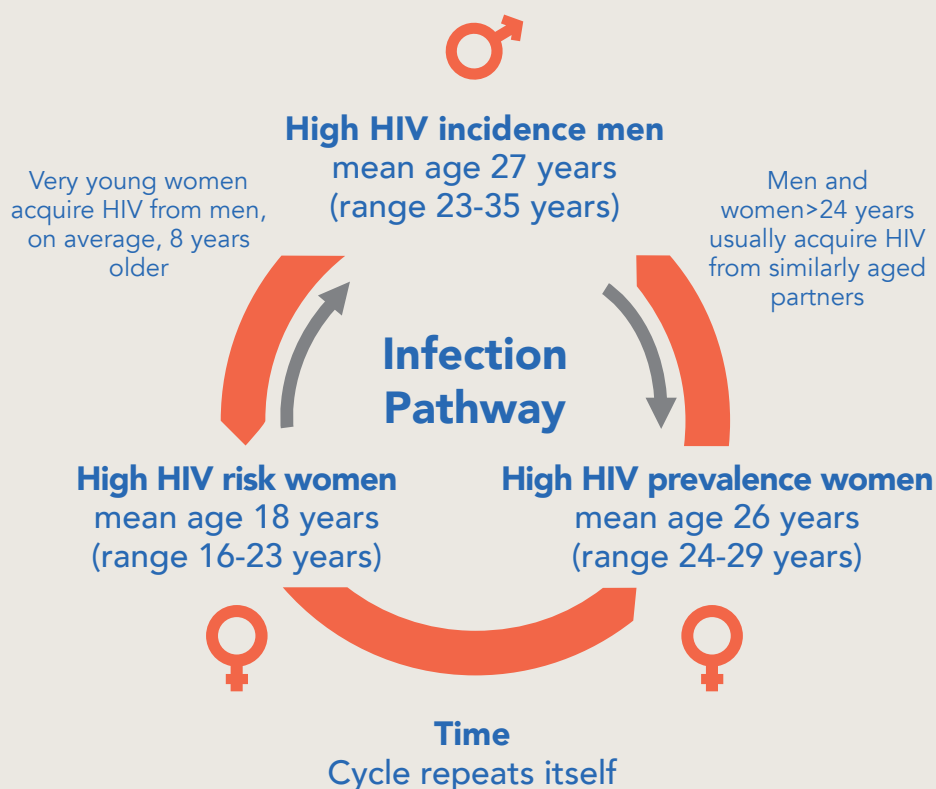 High HIV incidence men
mean age 27 years
(range 23-35 years)
Very young women
acquire HIV from men,
on average, 8 years
older
Men and
women>24 years
usually acquire HIV
from similarly aged
partners
Infection
Pathway
High HIV risk women
mean age 18 years
(range 16-23 years)
High HIV prevalence women
mean age 26 years
(range 24-29 years)
Time
Cycle repeats itself